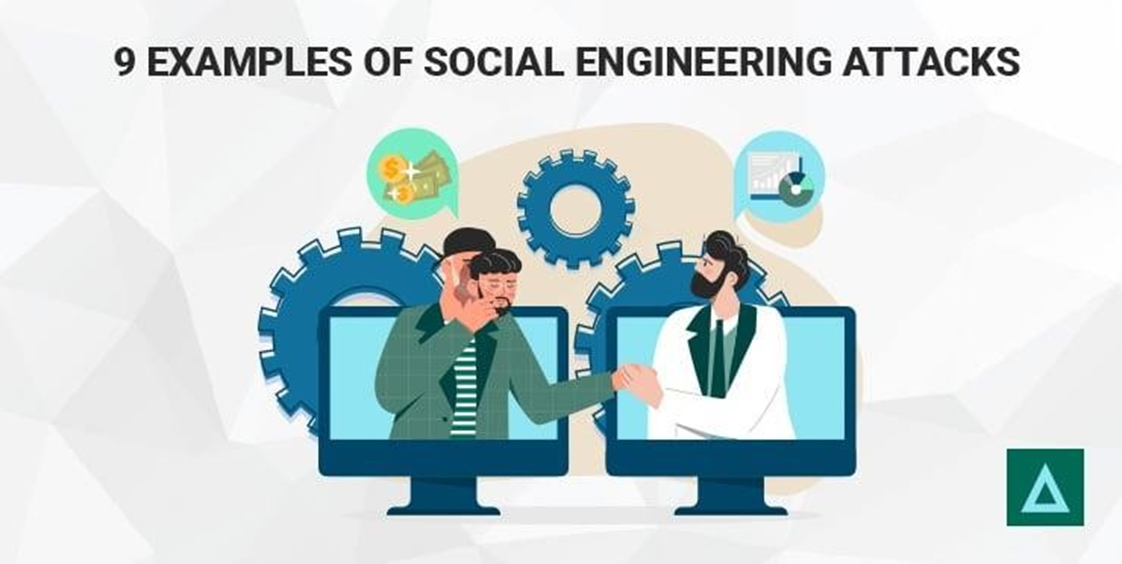 9 EXAMPLES OF SOCIAL ENGINEERING ATTACKS